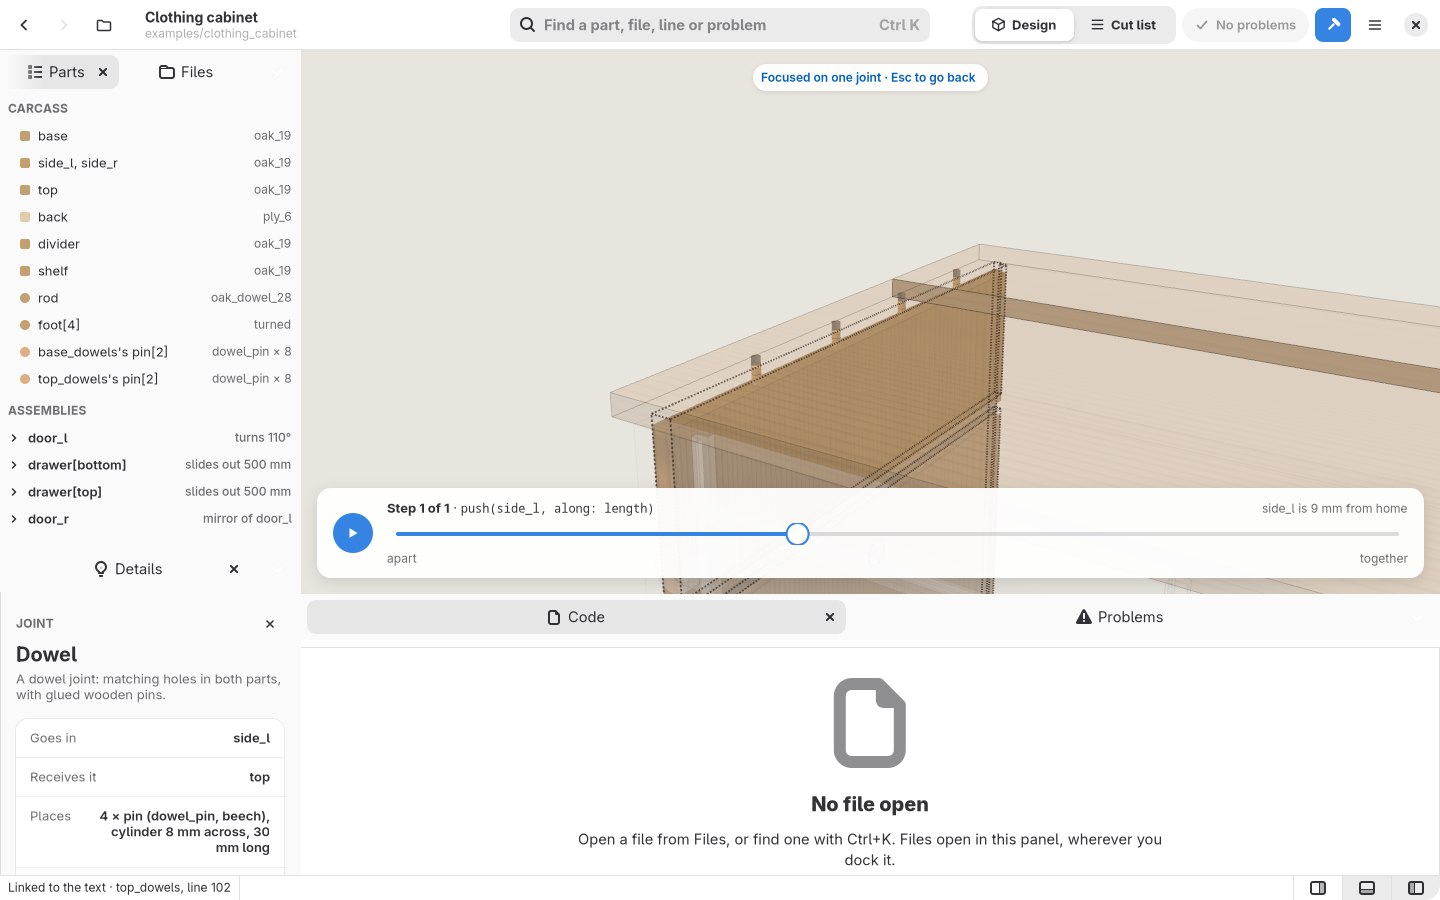 Clothing cabinet
examples/clothing_cabinet
Find a part, file, line or problem
Ctrl K
Design
Cut list
No problems
Parts
Files
CARCASS
base oak_19
side_l, side_r oak_19
top oak_19
back ply_6
divider oak_19
shelf oak_19
rod oak_dowel_28
foot[4] turned
base_dowels's pin[2] dowel_pin × 8
top_dowels's pin[2] dowel_pin × 8
ASSEMBLIES
door_l turns 110°
drawer[bottom] slides out 500 mm
drawer[top] slides out 500 mm
door_r mirror of door_l
Details
JOINT
Dowel
A dowel joint: matching holes in both parts,
with glued wooden pins.
Goes in side_l
Receives it top
Places 4 × pin (dowel_pin, beech),
cylinder 8 mm across, 30
mm long
Focused on one joint · Esc to go back
Step 1 of 1 · push(side_l, along: length)
side_l is 9 mm from home
apart
together
Code
Problems
No file open
Open a file from Files, or find one with Ctrl+K. Files open in this panel, wherever you
dock it.
Linked to the text · top_dowels, line 102